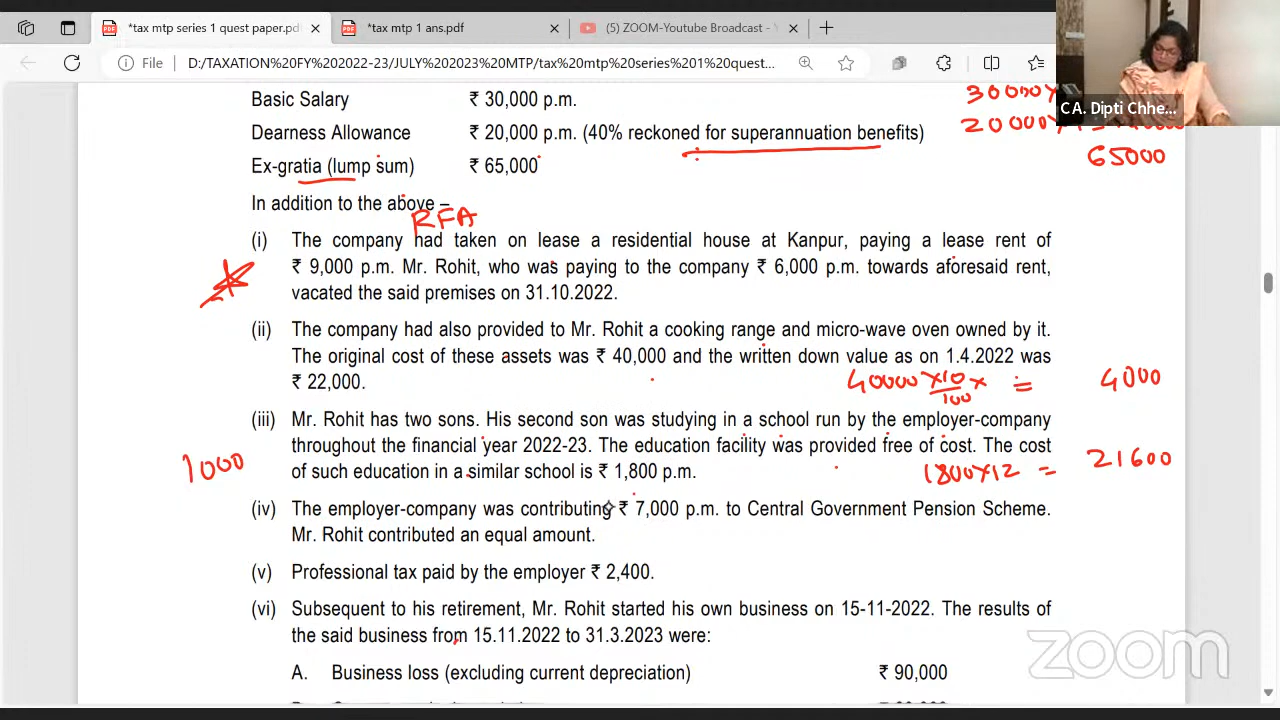 *tax mtp series 1 quest paper.pdf
*tax mtp 1 ans.pdf
(5) ZOOM-Youtube Broadcast -
File D:/TAXATION%20FY%202022-23/JULY%202023%20MTP/tax%20mtp%20series%201%20quest...
C A. Dipti Chhe...
Basic Salary ₹ 30,000 p.m.
30000×
Dearness Allowance ₹ 20,000 p.m. (40% reckoned for superannuation benefits)
20000×
Ex-gratia (lump sum) ₹ 65,000
65000
In addition to the above –
RFA
(i) The company had taken on lease a residential house at Kanpur, paying a lease rent of
₹ 9,000 p.m. Mr. Rohit, who was paying to the company ₹ 6,000 p.m. towards aforesaid rent,
vacated the said premises on 31.10.2022.
(ii) The company had also provided to Mr. Rohit a cooking range and micro-wave oven owned by it.
The original cost of these assets was ₹ 40,000 and the written down value as on 1.4.2022 was
₹ 22,000.
40000×10/100× = 4000
(iii) Mr. Rohit has two sons. His second son was studying in a school run by the employer-company
throughout the financial year 2022-23. The education facility was provided free of cost. The cost
of such education in a similar school is ₹ 1,800 p.m.
1000
1800×12 = 21600
(iv) The employer-company was contributing ₹ 7,000 p.m. to Central Government Pension Scheme.
Mr. Rohit contributed an equal amount.
(v) Professional tax paid by the employer ₹ 2,400.
(vi) Subsequent to his retirement, Mr. Rohit started his own business on 15-11-2022. The results of
the said business from 15.11.2022 to 31.3.2023 were:
A. Business loss (excluding current depreciation) ₹ 90,000
zoom